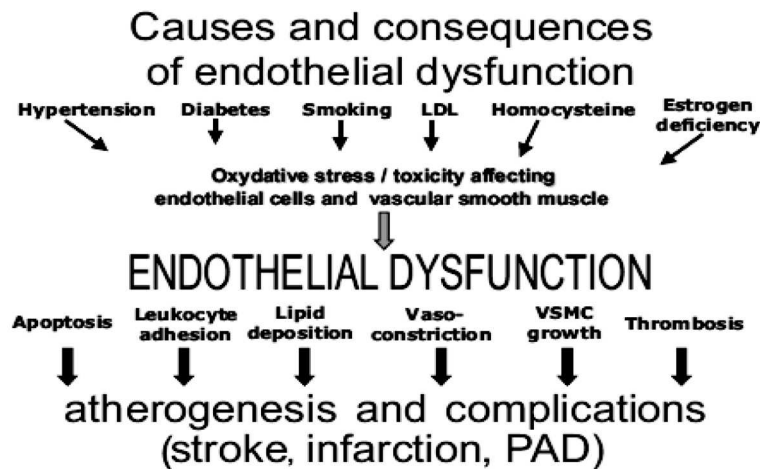 Causes and consequences
of endothelial dysfunction
Hypertension Diabetes Smoking LDL Homocysteine Estrogen deficiency
Oxydative stress / toxicity affecting
endothelial cells and vascular smooth muscle
ENDOTHELIAL DYSFUNCTION
Apoptosis Leukocyte adhesion Lipid deposition Vaso-constriction VSMC growth Thrombosis
atherogenesis and complications
(stroke, infarction, PAD)